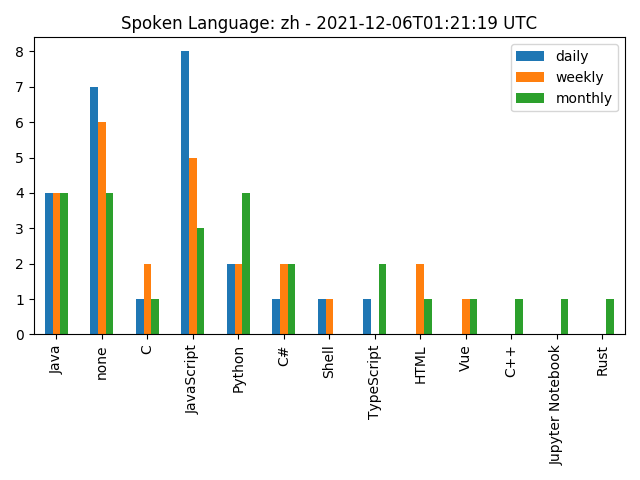 Spoken Language: zh - 2021-12-06T01:21:19 UTC
daily
weekly
monthly
8
7
6
5
4
3
2
1
0
Java
none
C
JavaScript
Python
C#
Shell
TypeScript
HTML
Vue
C++
Jupyter Notebook
Rust